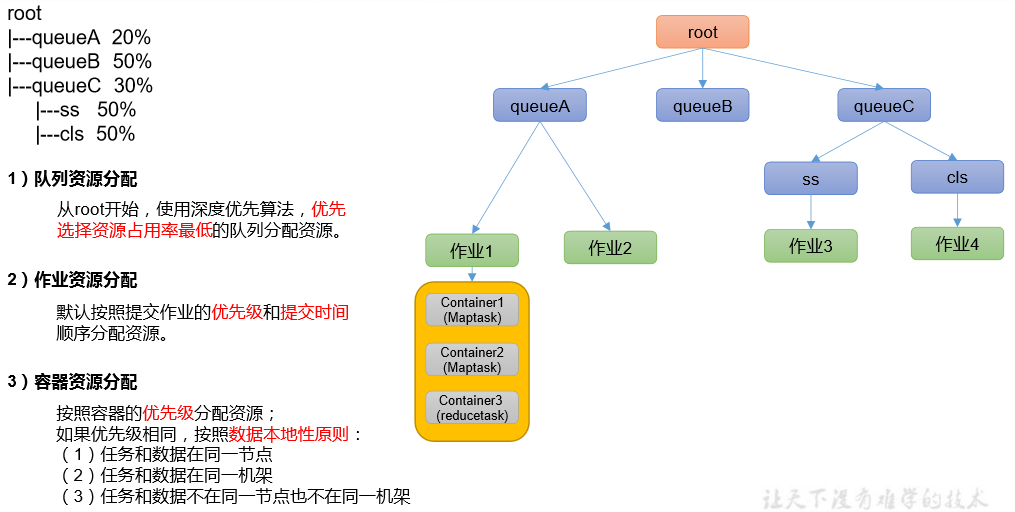 root
|---queueA 20%
|---queueB 50%
|---queueC 30%
|---ss 50%
|---cls 50%
1）队列资源分配
从root开始，使用深度优先算法，优先
选择资源占用率最低的队列分配资源。
2）作业资源分配
默认按照提交作业的优先级和提交时间
顺序分配资源。
3）容器资源分配
按照容器的优先级分配资源；
如果优先级相同，按照数据本地性原则：
（1）任务和数据在同一节点
（2）任务和数据在同一机架
（3）任务和数据不在同一节点也不在同一机架
root
queueA
queueB
queueC
ss
cls
作业1
作业2
作业3
作业4
Container1
(Maptask)
Container2
(Maptask)
Container3
(reducetask)
让天下没有难学的技术